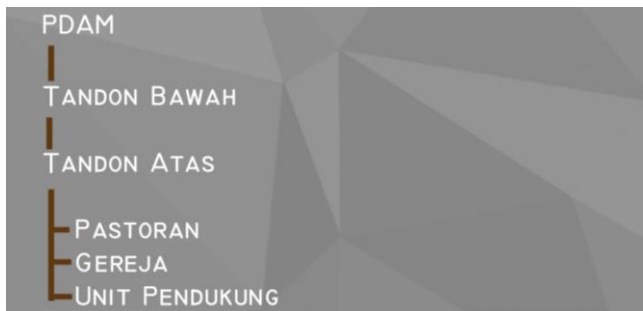 PDAM
TANDON BAWAH
TANDON ATAS
PASTORAN
GEREJA
UNIT PENDUKUNG